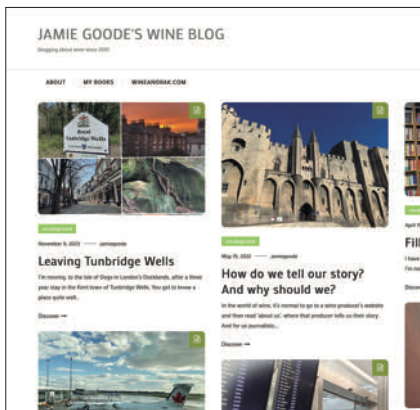 JAMIE GOODE'S WINE BLOG
blogging about wine since 2001
ABOUT MY BOOKS WINEANORAK.COM
Royal
Tunbridge Wells
uncategorized
November 9, 2023 — jamiegoode
Leaving Tunbridge Wells
I'm moving, to the Isle of Dogs in London's Docklands, after a three
year stay in the Kent town of Tunbridge Wells. You get to know a
place quite well..
Discover →
uncategorized
May 19, 2023 — jamiegoode
How do we tell our story?
And why should we?
In the world of wine, it's normal to go to a wine producer's website
and then read 'about us', where that producer tells us their story.
And for us journalists...
Discover →
April
Fill
I have
I'm no
Disco